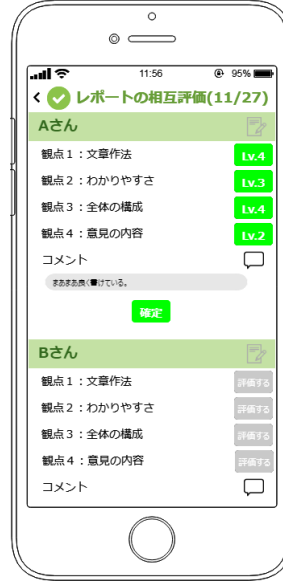 11:56
95%
< レポートの相互評価(11/27)
Aさん
観点1：文章作法 Lv.4
観点2：わかりやすさ Lv.3
観点3：全体の構成 Lv.4
観点4：意見の内容 Lv.2
コメント
まあまあ良く けている。
確定
Bさん
観点1：文章作法 評価する
観点2：わかりやすさ 評価する
観点3：全体の構成 評価する
観点4：意見の内容 評価する
コメント